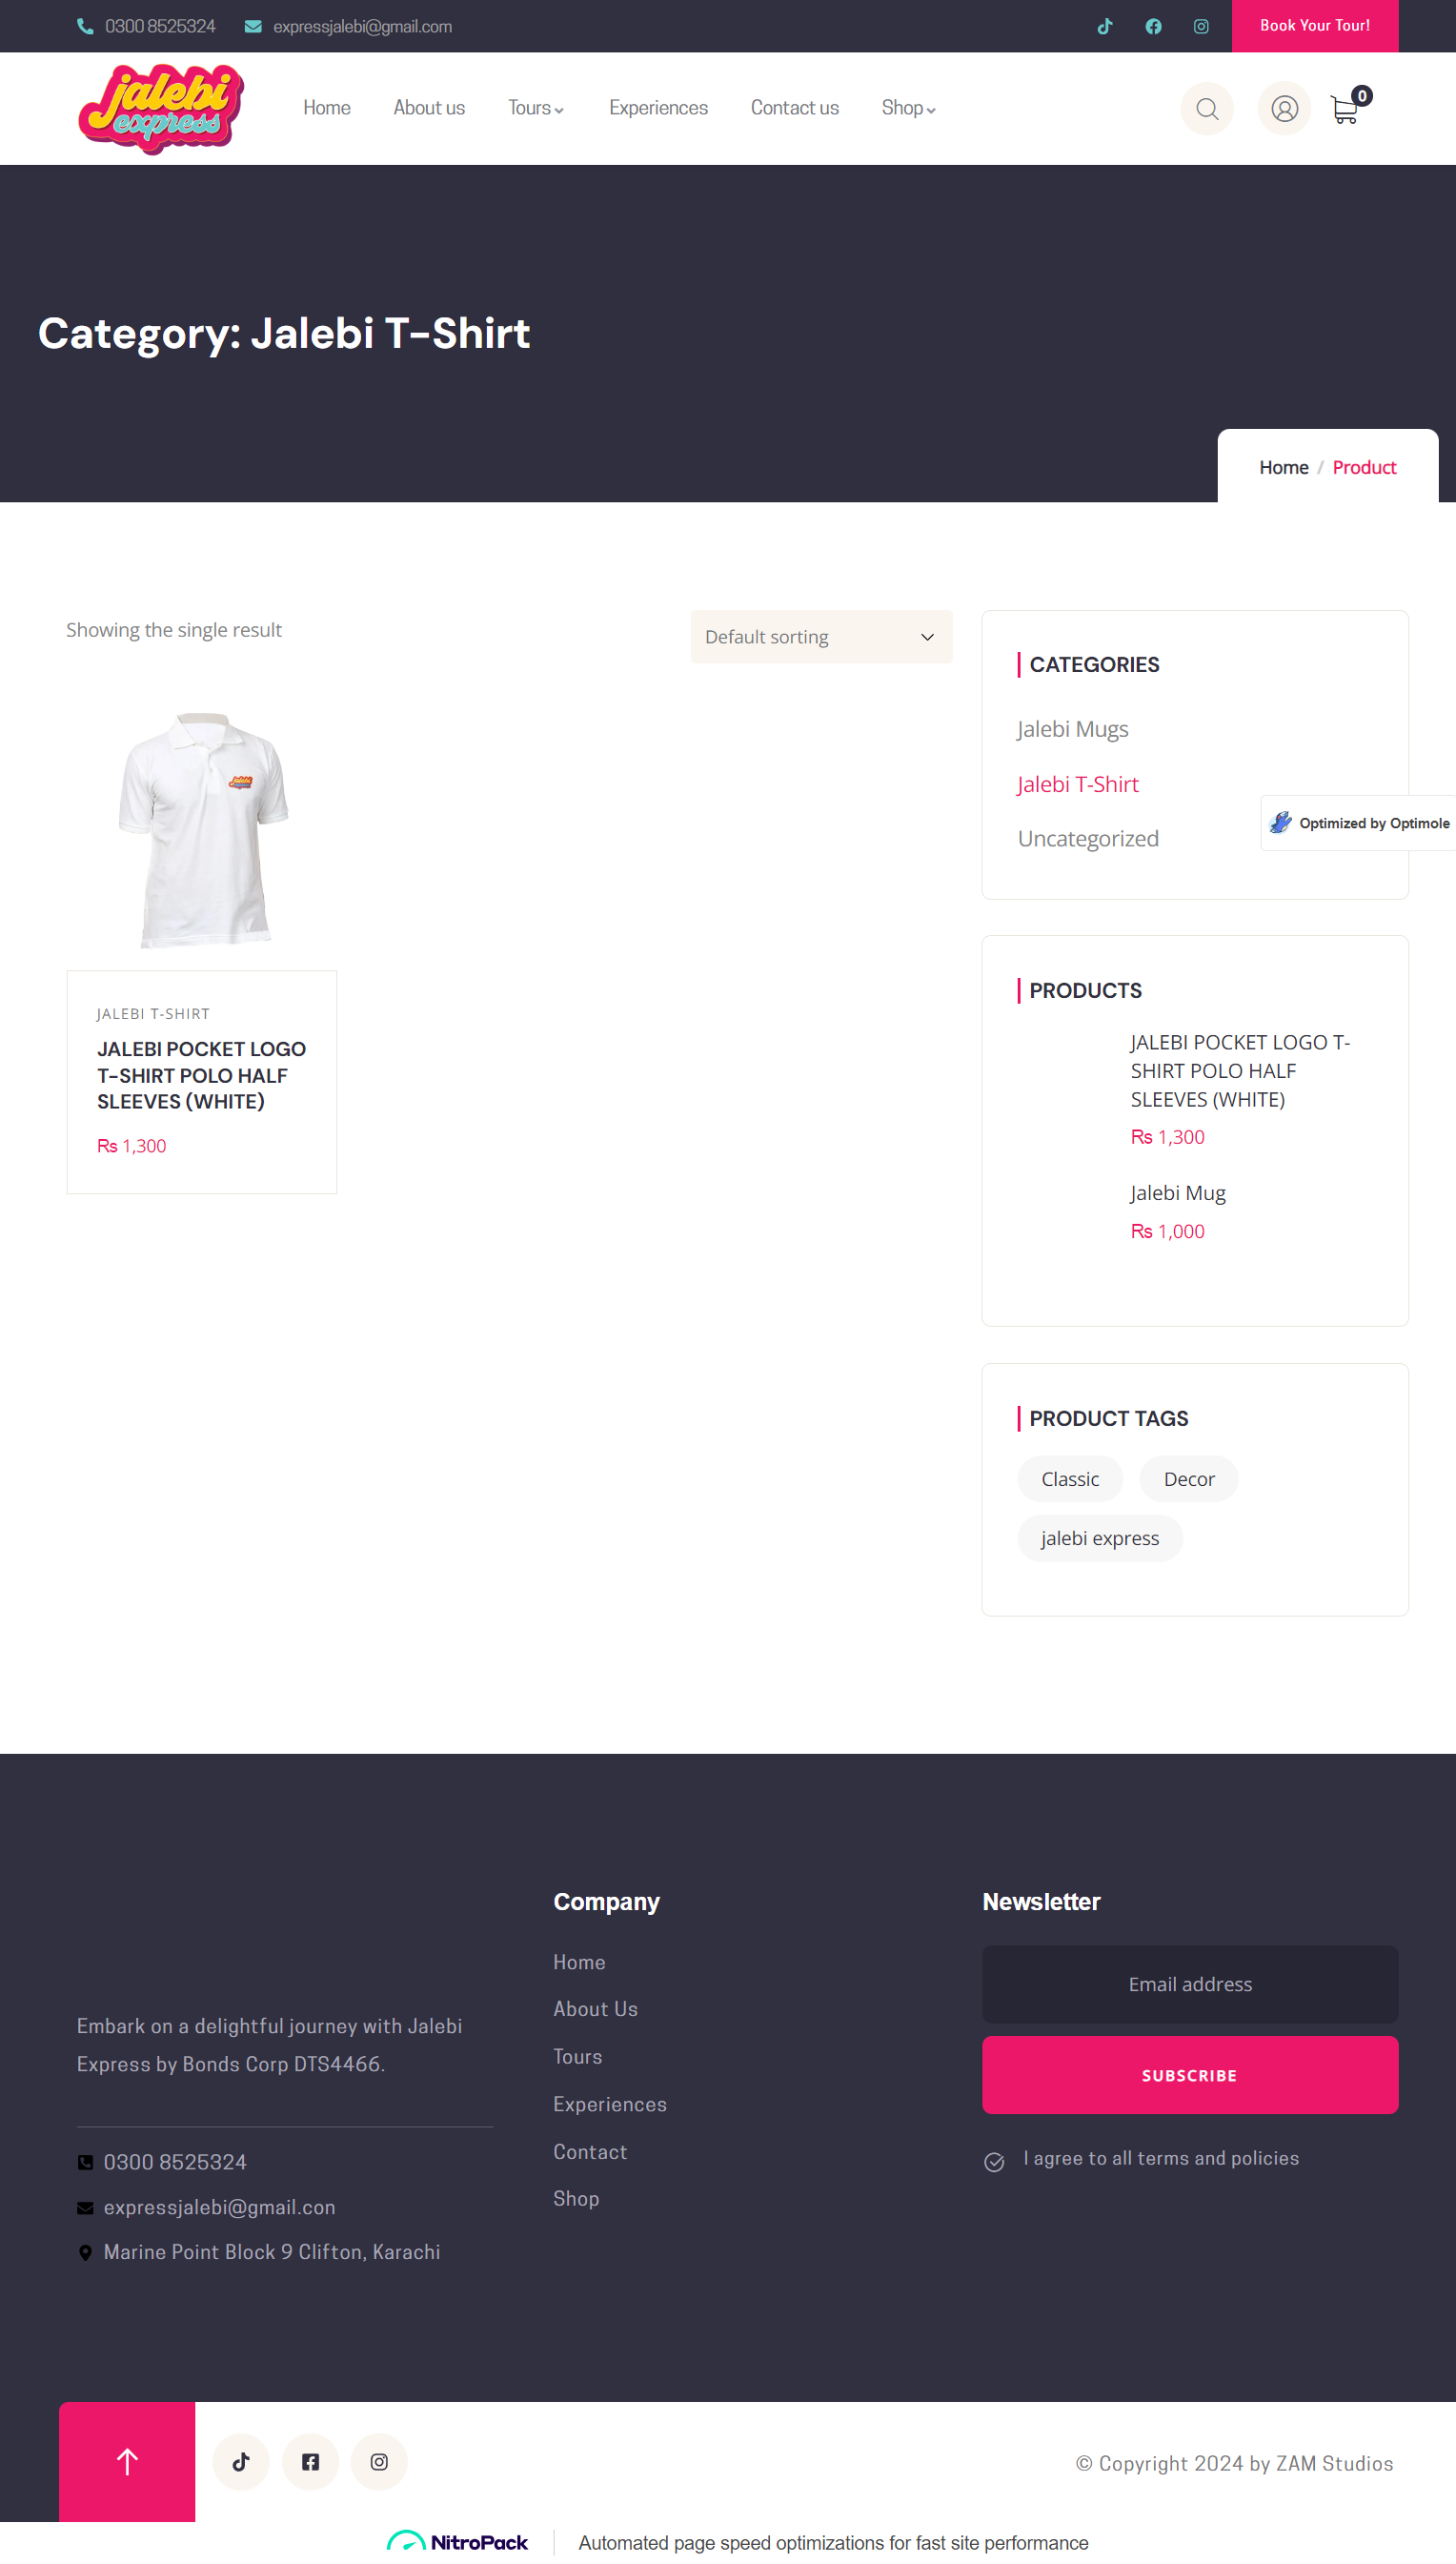 0300 8525324
expressjalebi@gmail.com
Book Your Tour!
jalebi
express
Home
About us
Tours
Experiences
Contact us
Shop
0
Category: Jalebi T-Shirt
Home / Product
Showing the single result
Default sorting
jalebi
JALEBI T-SHIRT
JALEBI POCKET LOGO
T-SHIRT POLO HALF
SLEEVES (WHITE)
₨ 1,300
CATEGORIES
Jalebi Mugs
Jalebi T-Shirt
Uncategorized
Optimized by Optimole
PRODUCTS
JALEBI POCKET LOGO T-
SHIRT POLO HALF
SLEEVES (WHITE)
₨ 1,300
Jalebi Mug
₨ 1,000
PRODUCT TAGS
Classic
Decor
jalebi express
Embark on a delightful journey with Jalebi
Express by Bonds Corp DTS4466.
0300 8525324
expressjalebi@gmail.con
Marine Point Block 9 Clifton, Karachi
Company
Home
About Us
Tours
Experiences
Contact
Shop
Newsletter
Email address
SUBSCRIBE
I agree to all terms and policies
© Copyright 2024 by ZAM Studios
NitroPack
Automated page speed optimizations for fast site performance